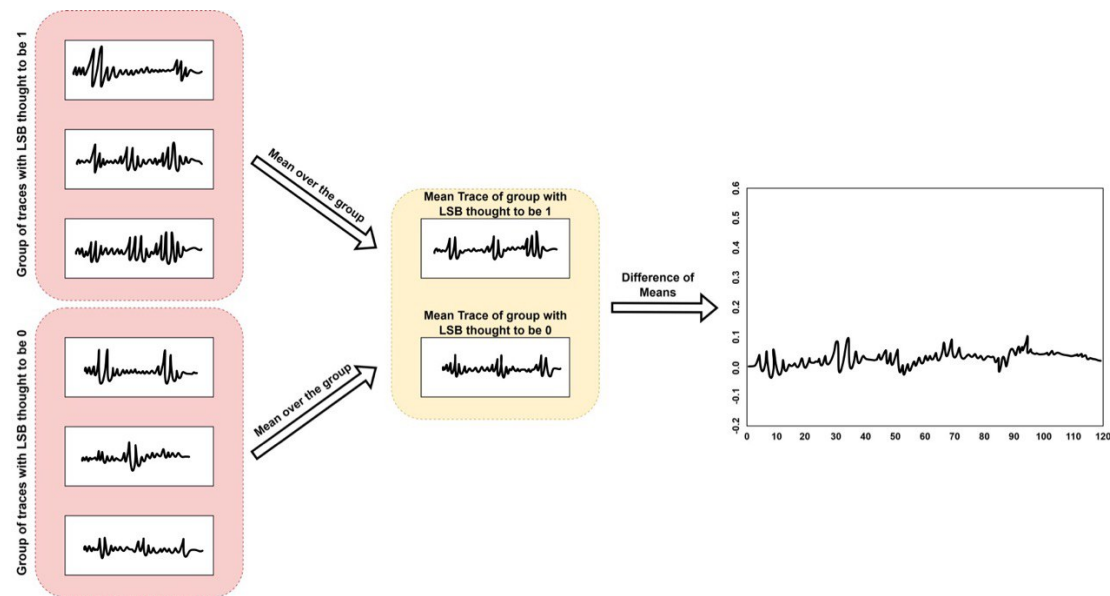 Group of traces with LSB thought to be 1
Group of traces with LSB thought to be 0
Mean over the group
Mean over the group
Mean Trace of group with
LSB thought to be 1
Mean Trace of group with
LSB thought to be 0
Difference of
Means
0.6
0.5
0.4
0.3
0.2
0.1
0.0
-0.1
-0.2
0 10 20 30 40 50 60 70 80 90 100 110 120